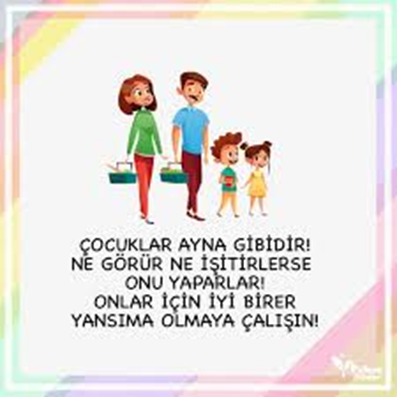 ÇOCUKLAR AYNA GİBİDİR!
NE GÖRÜR NE İŞİTİRLERSE
ONU YAPARLAR!
ONLAR İÇİN İYİ BİRER
YANSIMA OLMAYA ÇALIŞIN!